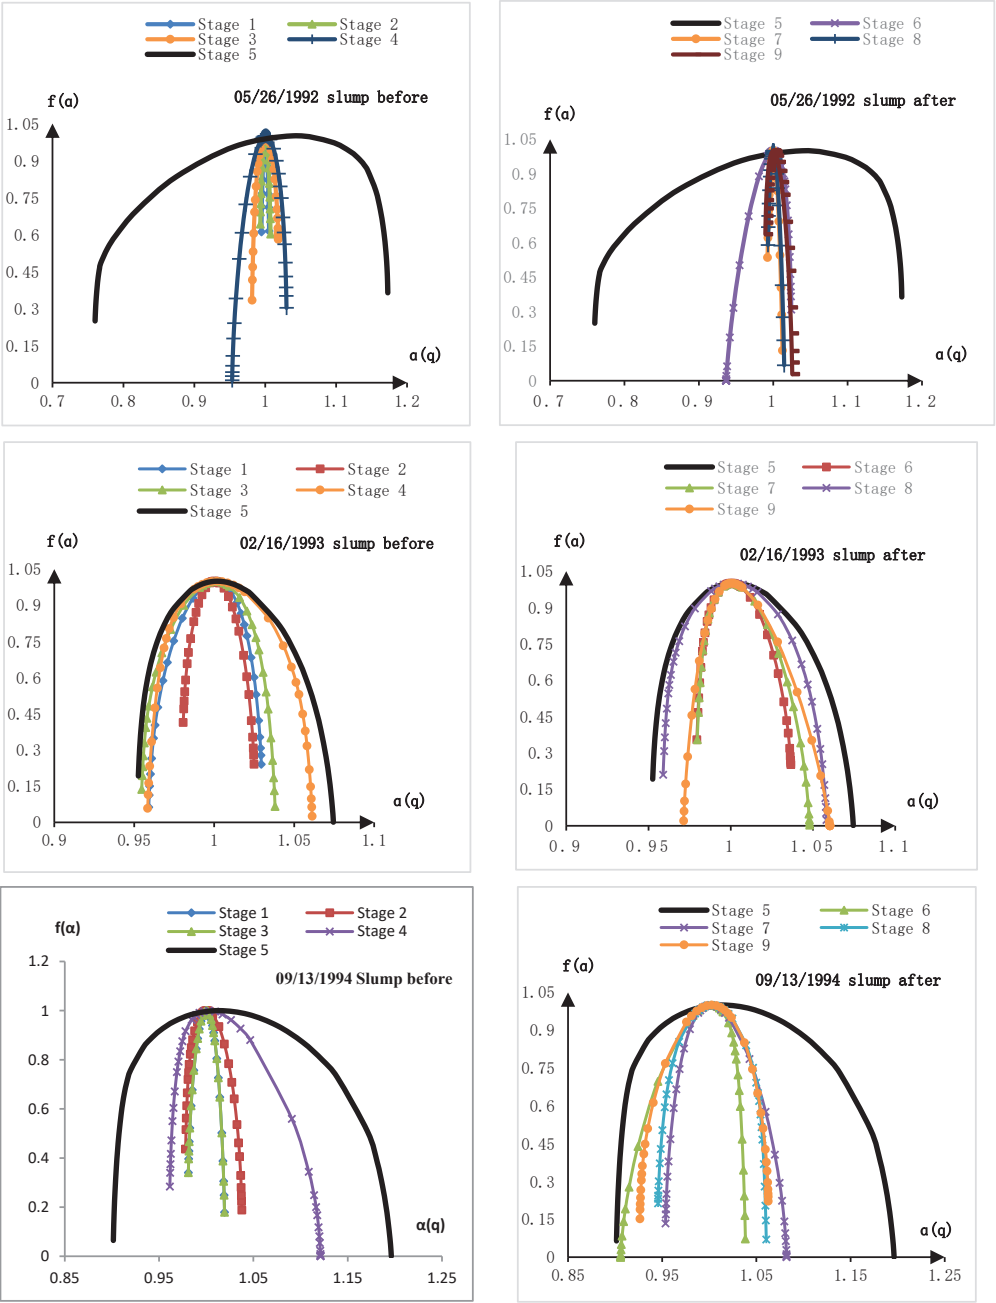 Stage 1 Stage 2
Stage 3 Stage 4
Stage 5
05/26/1992 slump before
f(a)
1.05
0.9
0.75
0.6
0.45
0.3
0.15
0
a(q)
0.7 0.8 0.9 1 1.1 1.2
Stage 5 Stage 6
Stage 7 Stage 8
Stage 9
05/26/1992 slump after
f(a)
1.05
0.9
0.75
0.6
0.45
0.3
0.15
0
a(q)
0.7 0.8 0.9 1 1.1 1.2
Stage 1 Stage 2
Stage 3 Stage 4
Stage 5
f(a)
02/16/1993 slump before
1.05
0.9
0.75
0.6
0.45
0.3
0.15
0
a(q)
0.9 0.95 1 1.05 1.1
Stage 5 Stage 6
Stage 7 Stage 8
Stage 9
f(a)
02/16/1993 slump after
1.05
0.9
0.75
0.6
0.45
0.3
0.15
0
a(q)
0.9 0.95 1 1.05 1.1
Stage 1 Stage 2
Stage 3 Stage 4
Stage 5
f(α)
09/13/1994 Slump before
1.2
1
0.8
0.6
0.4
0.2
0
α(q)
0.85 0.95 1.05 1.15 1.25
Stage 5 Stage 6
Stage 7 Stage 8
Stage 9
f(a)
09/13/1994 slump after
1.05
0.9
0.75
0.6
0.45
0.3
0.15
0
a(q)
0.85 0.95 1.05 1.15 1.25